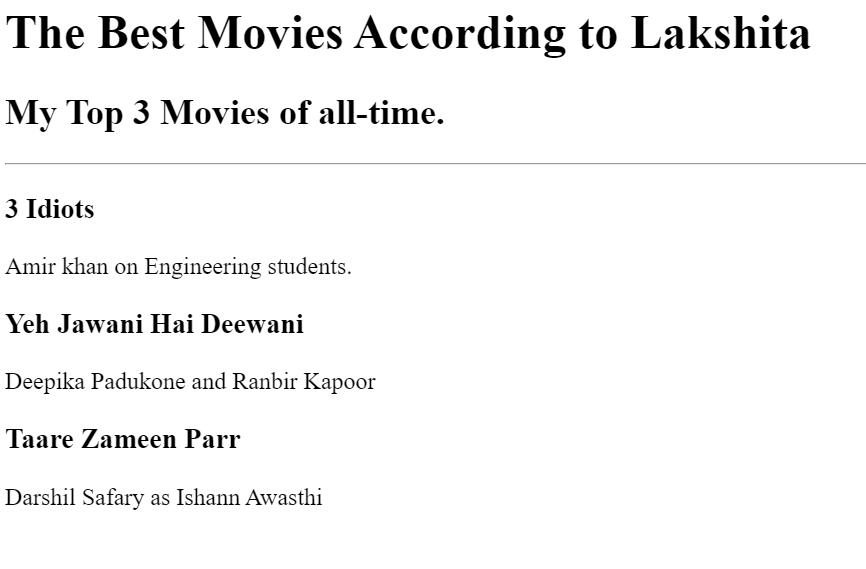 The Best Movies According to Lakshita
My Top 3 Movies of all-time.
3 Idiots
Amir khan on Engineering students.
Yeh Jawani Hai Deewani
Deepika Padukone and Ranbir Kapoor
Taare Zameen Parr
Darshil Safary as Ishann Awasthi